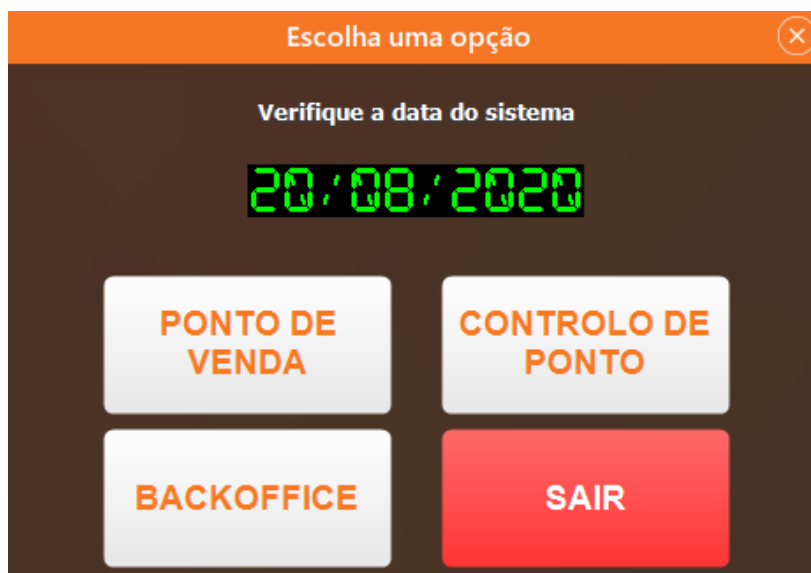 Escolha uma opção
Verifique a data do sistema
20/08/2020
PONTO DE
VENDA
CONTROLO DE
PONTO
BACKOFFICE
SAIR